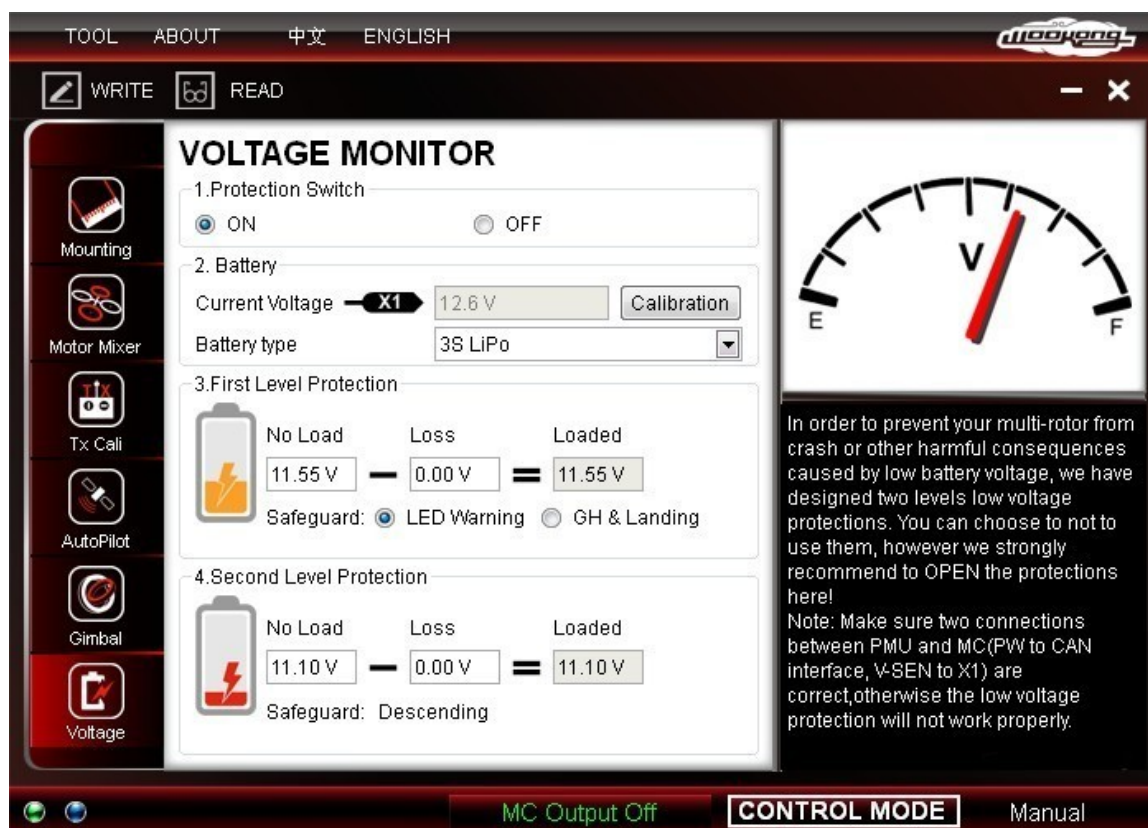 TOOL ABOUT 中文 ENGLISH
WRITE READ
Mounting
Motor Mixer
TX
Tx Cali
AutoPilot
Gimbal
Voltage
VOLTAGE MONITOR
1.Protection Switch
ON OFF
2. Battery
Current Voltage X1 12.6 V Calibration
Battery type 3S LiPo
3.First Level Protection
No Load Loss Loaded
11.55 V - 0.00 V = 11.55 V
Safeguard: LED Warning GH & Landing
4.Second Level Protection
No Load Loss Loaded
11.10 V - 0.00 V = 11.10 V
Safeguard: Descending
V
E F
In order to prevent your multi-rotor from
crash or other harmful consequences
caused by low battery voltage, we have
designed two levels low voltage
protections. You can choose to not to
use them, however we strongly
recommend to OPEN the protections
here!
Note: Make sure two connections
between PMU and MC(PW to CAN
interface, V-SEN to X1) are
correct,otherwise the low voltage
protection will not work properly.
MC Output Off CONTROL MODE Manual